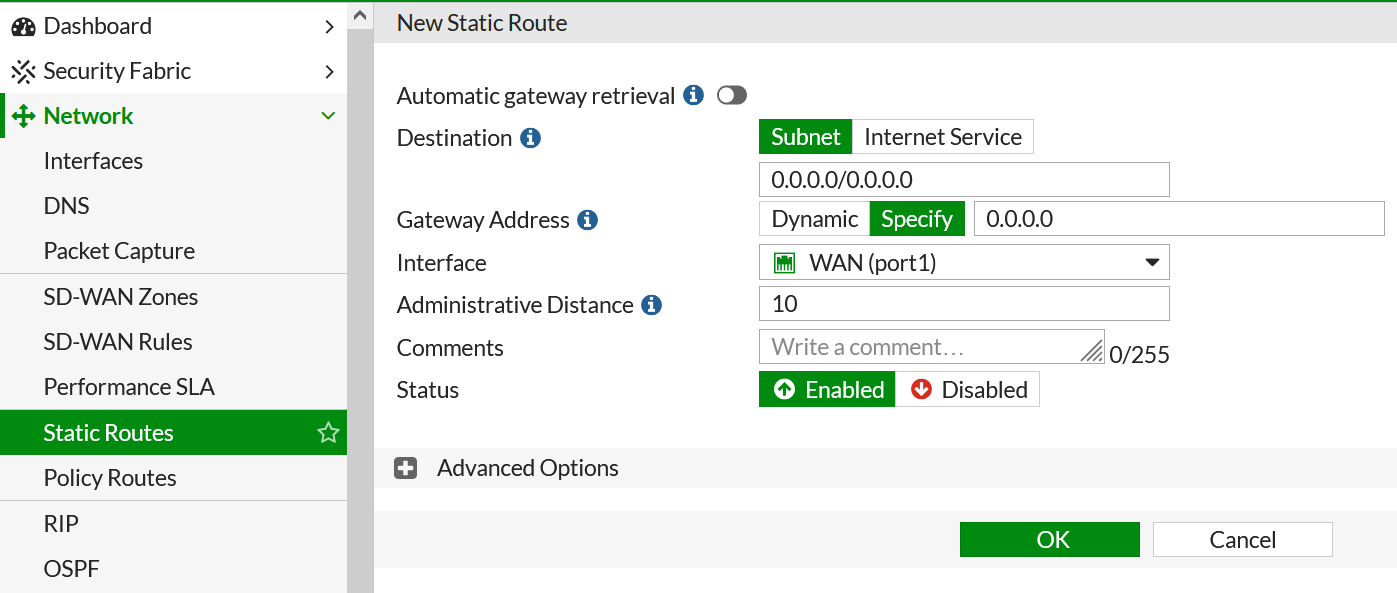 Dashboard
Security Fabric
Network
Interfaces
DNS
Packet Capture
SD-WAN Zones
SD-WAN Rules
Performance SLA
Static Routes
Policy Routes
RIP
OSPF
New Static Route
Automatic gateway retrieval
Destination
Subnet Internet Service
0.0.0.0/0.0.0.0
Gateway Address
Dynamic Specify 0.0.0.0
Interface
WAN (port1)
Administrative Distance
10
Comments
Write a comment...
0/255
Status
Enabled Disabled
Advanced Options
OK Cancel